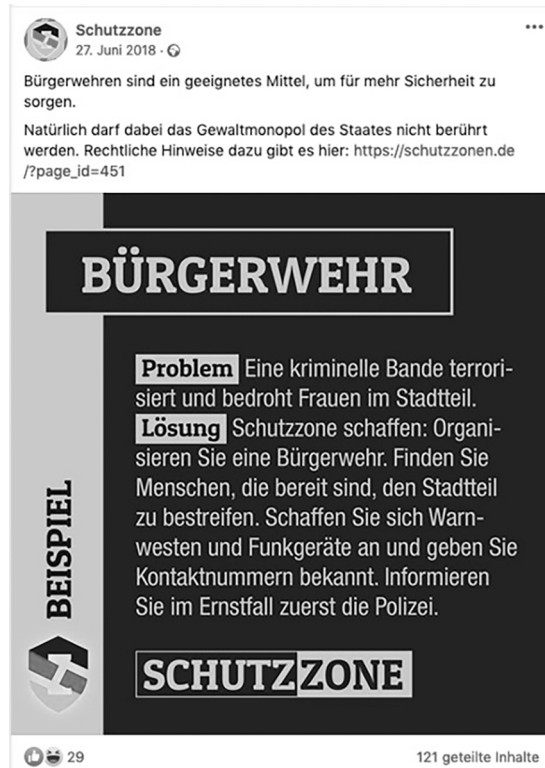 Schutzzone
27. Juni 2018 ·
Bürgerwehren sind ein geeignetes Mittel, um für mehr Sicherheit zu
sorgen.
Natürlich darf dabei das Gewaltmonopol des Staates nicht berührt
werden. Rechtliche Hinweise dazu gibt es hier: https://schutzzonen.de
/?page_id=451
BÜRGERWEHR
Problem Eine kriminelle Bande terrori-
siert und bedroht Frauen im Stadtteil.
Lösung Schutzzone schaffen: Organi-
sieren Sie eine Bürgerwehr. Finden Sie
Menschen, die bereit sind, den Stadtteil
zu bestreifen. Schaffen Sie sich Warn-
westen und Funkgeräte an und geben Sie
Kontaktnummern bekannt. Informieren
Sie im Ernstfall zuerst die Polizei.
BEISPIEL
SCHUTZZONE
29
121 geteilte Inhalte